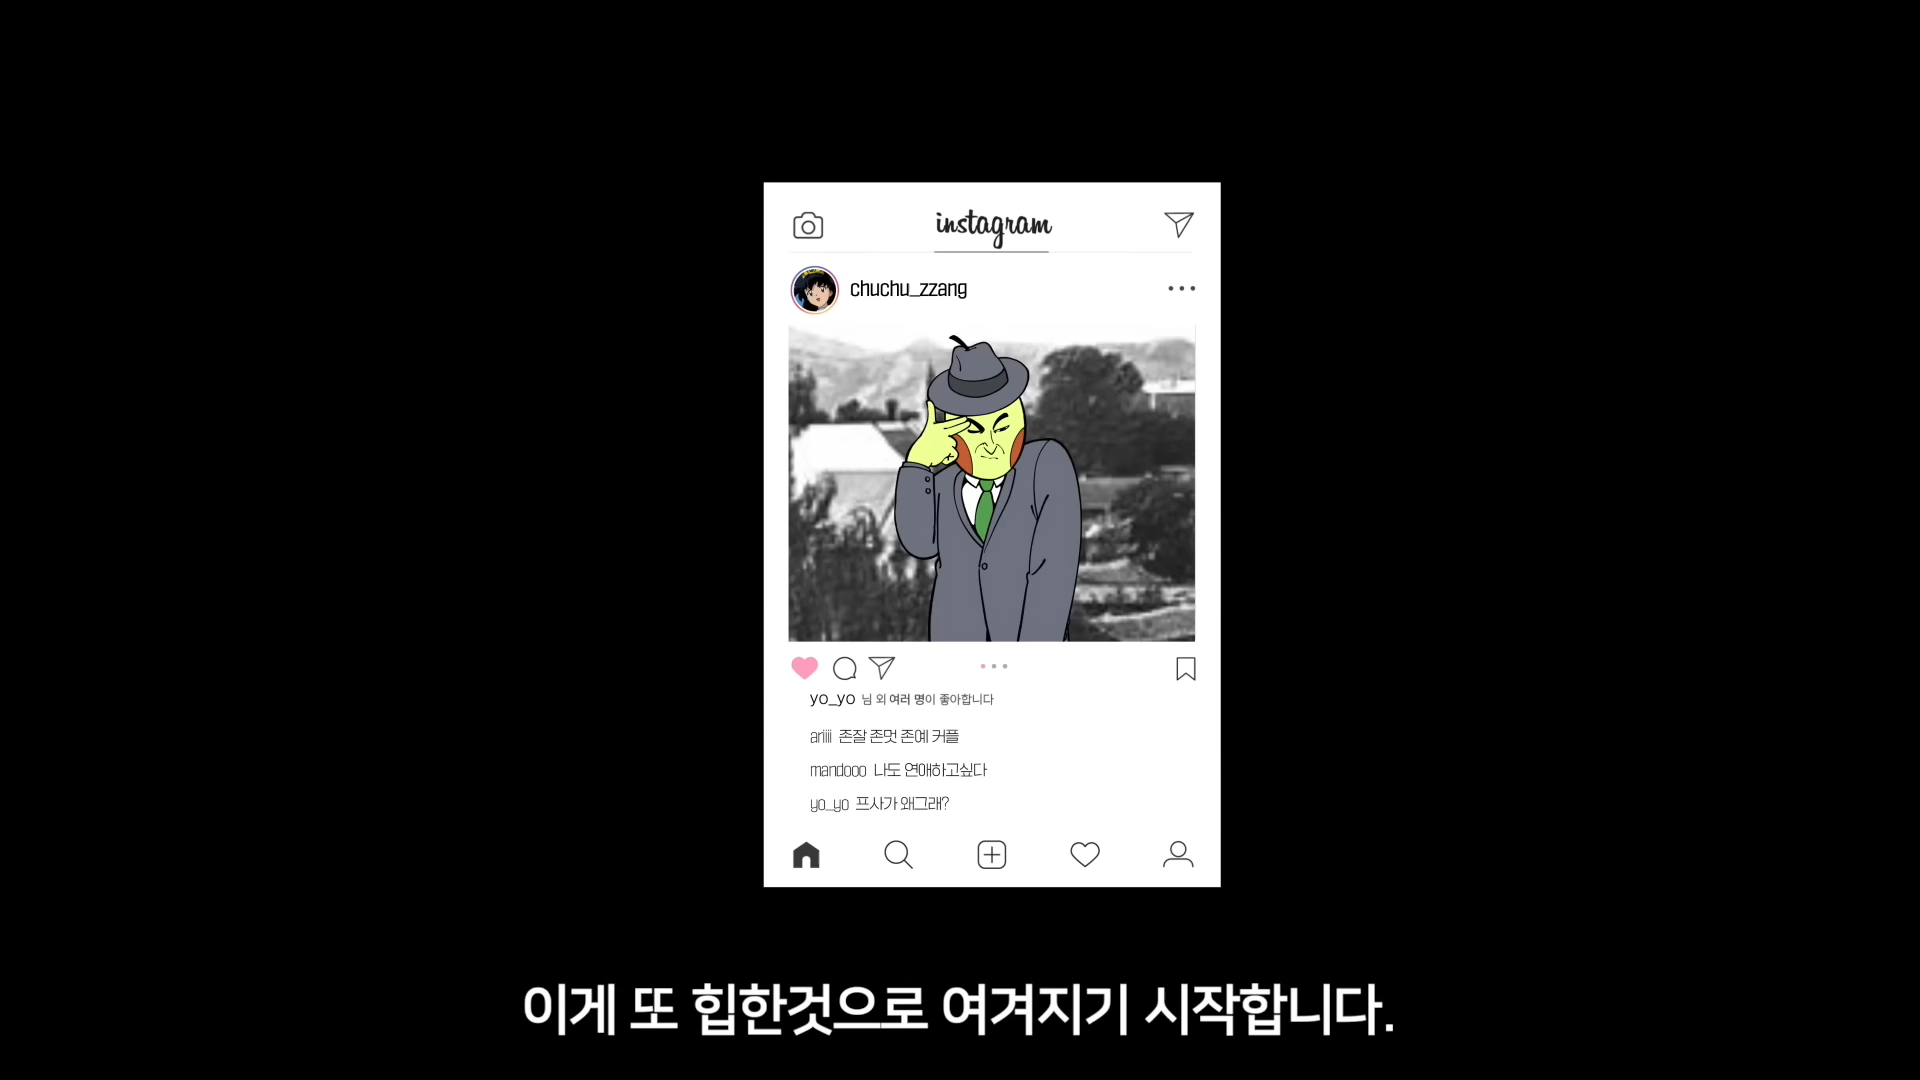 instagram
chuchu_zzang
yo_yo 님 외 여러 명이 좋아합니다
ariiii 존잘 존멋 존예 커플
mandooo 나도 연애하고싶다
yo_yo 프사가 왜그래?
이게 또 힙한것으로 여겨지기 시작합니다.